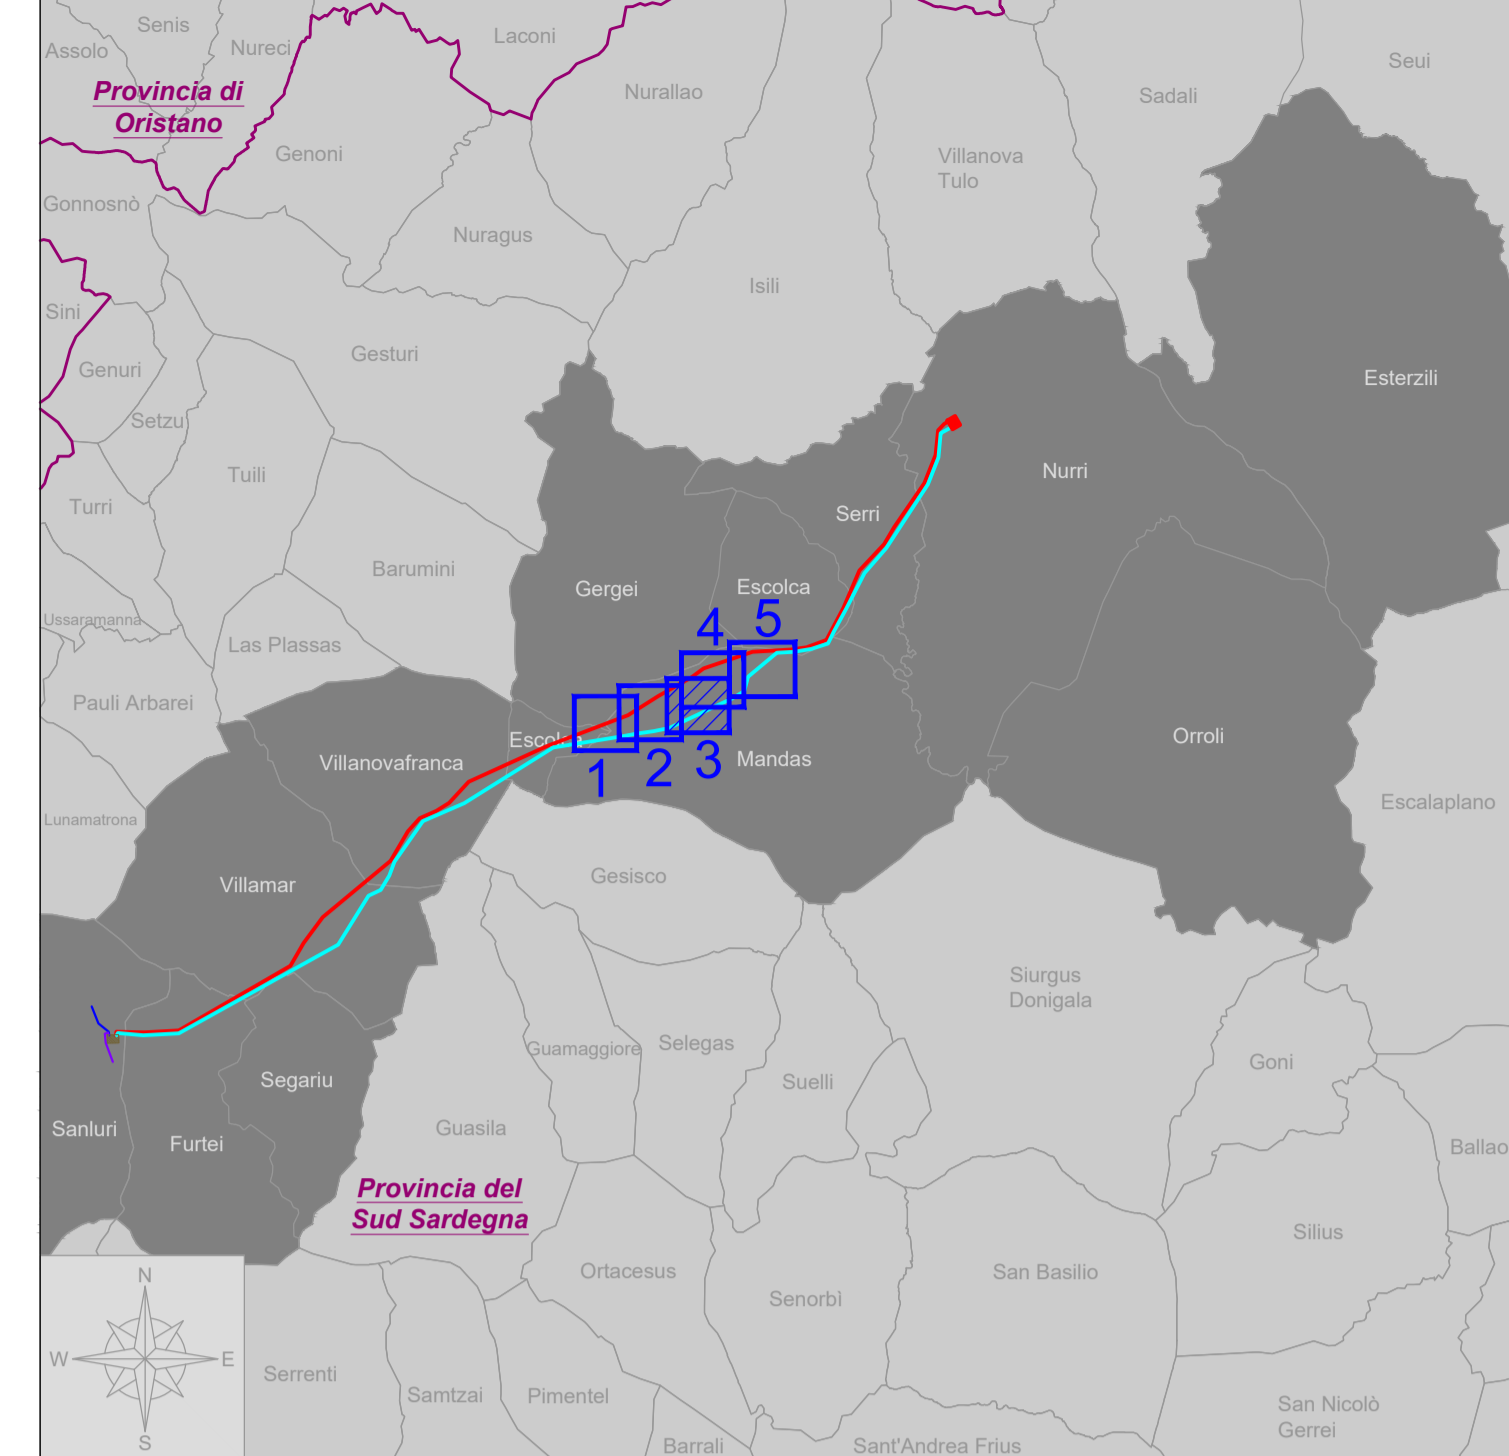 Senis
Assolo
Nureci
Laconi
Seui
Provincia di
Oristano
Nurallao
Sadali
Genoni
Villanova
Tulo
Gonnosnò
Nuragus
Isili
Sini
Gesturi
Genuri
Esterzili
Setzu
Tuili
Nurri
Turri
Serri
Barumini
Gergei
Escolca
Ussaramanna
4
5
Las Plassas
Pauli Arbarei
Escolca
Orroli
Villanovafranca
Mandas
1
2
3
Escalaplano
Lunamatrona
Gesisco
Villamar
Siurgus
Donigala
Guamaggiore
Selegas
Goni
Segariu
Suelli
Sanluri
Furtei
Guasila
Ballao
Provincia del
Sud Sardegna
Silius
Ortacesus
San Basilio
N
Senorbì
W
E
Serrenti
Samtzai
Pimentel
San Nicolò
Gerrei
S
Barrali
Sant'Andrea Frius